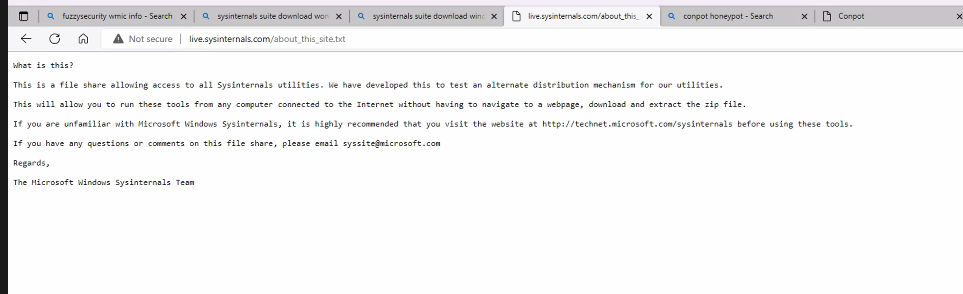 fuzzysecurity wmic info - Search
sysinternals suite download won
sysinternals suite download winc
live.sysinternals.com/about_this_
conpot honeypot - Search
Conpot
Not secure | live.sysinternals.com/about_this_site.txt
What is this?
This is a file share allowing access to all Sysinternals utilities. We have developed this to test an alternate distribution mechanism for our utilities.
This will allow you to run these tools from any computer connected to the Internet without having to navigate to a webpage, download and extract the zip file.
If you are unfamiliar with Microsoft Windows Sysinternals, it is highly recommended that you visit the website at http://technet.microsoft.com/sysinternals before using these tools.
If you have any questions or comments on this file share, please email syssite@microsoft.com
Regards,
The Microsoft Windows Sysinternals Team